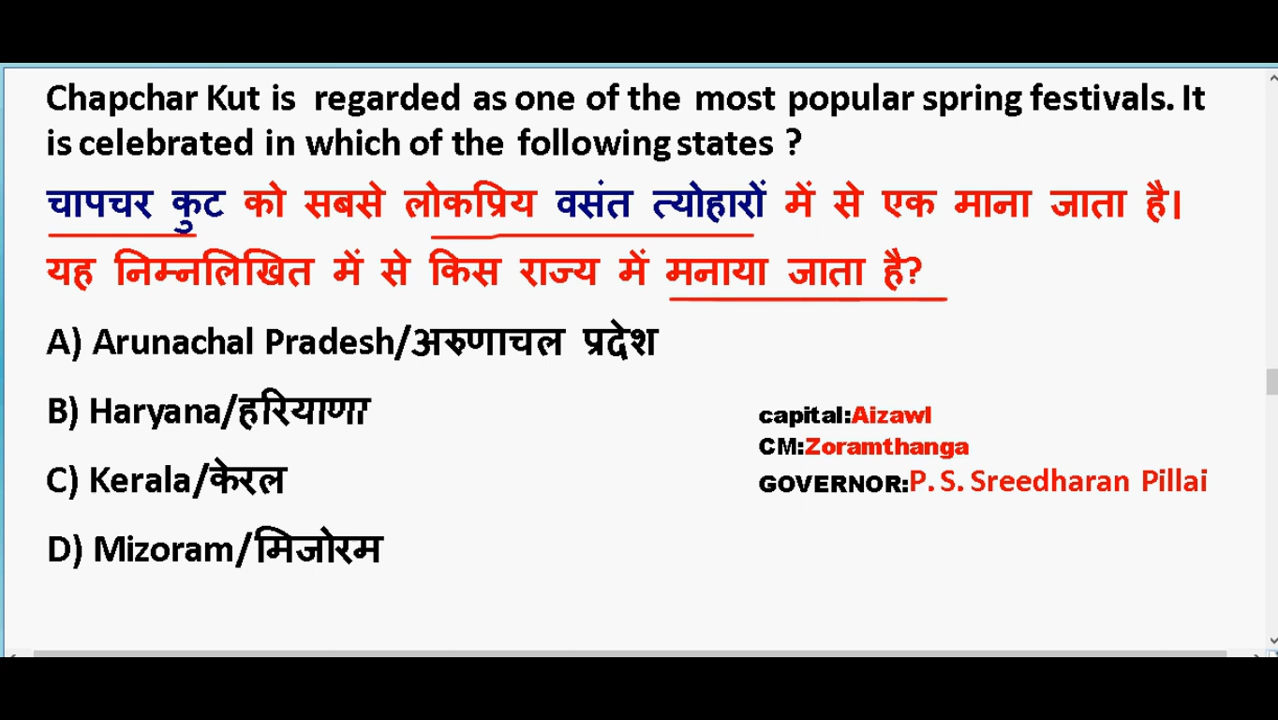 Chapchar Kut is regarded as one of the most popular spring festivals. It
is celebrated in which of the following states ?
चापचर कुट को सबसे लोकप्रिय वसंत त्योहारों में से एक माना जाता है।
यह निम्नलिखित में से किस राज्य में मनाया जाता है?
A) Arunachal Pradesh/अरुणाचल प्रदेश
B) Haryana/हरियाणा
capital:Aizawl
CM:Zoramthanga
C) Kerala/केरल
GOVERNOR:P. S. Sreedharan Pillai
D) Mizoram/मिजोरम